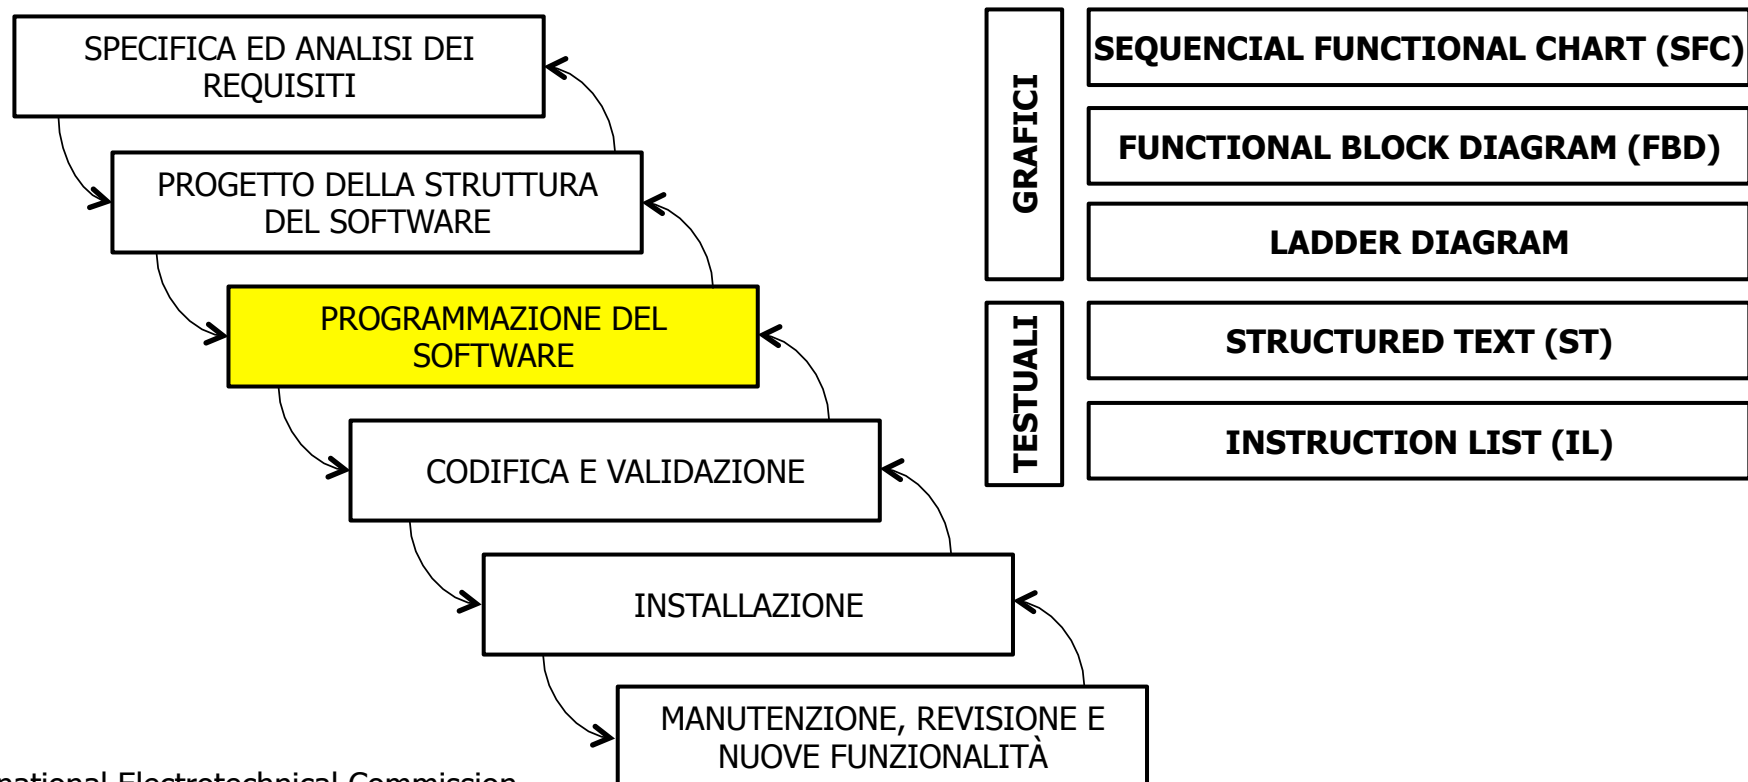 SPECIFICA ED ANALISI DEI
REQUISITI
PROGETTO DELLA STRUTTURA
DEL SOFTWARE
PROGRAMMAZIONE DEL
SOFTWARE
CODIFICA E VALIDAZIONE
INSTALLAZIONE
MANUTENZIONE, REVISIONE E
NUOVE FUNZIONALITÀ
GRAFICI
SEQUENCIAL FUNCTIONAL CHART (SFC)
FUNCTIONAL BLOCK DIAGRAM (FBD)
LADDER DIAGRAM
TESTUALI
STRUCTURED TEXT (ST)
INSTRUCTION LIST (IL)
Electrotechnical Commission